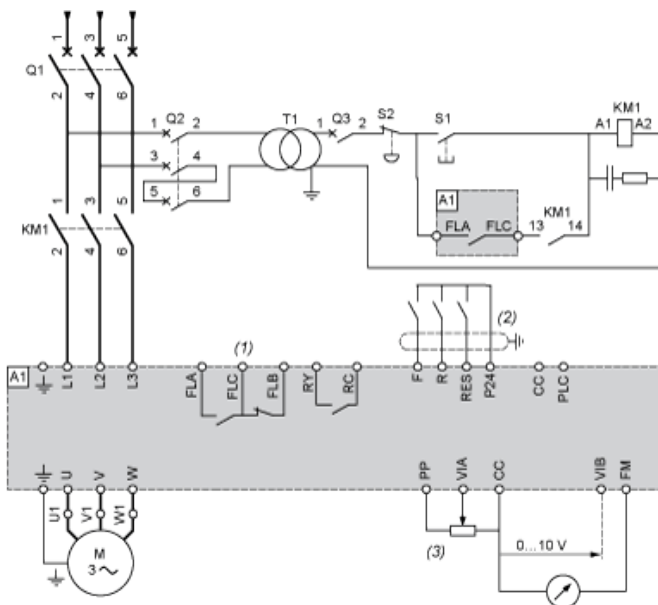 1 3 5
Q1
2 4 6
1 Q2 2 T1 1 Q3 2 S2 S1 KM1
A1 A2
3 4
5 6
1 3 5
KM1
2 4 6
A1
FLA FLC 13 KM1 14
(2)
(1)
A1 L1 L2 L3 FLA FLC FLB RY RC F R RES P24 CC PLC
U V W PP VIA CC VIB FM
U1 V1 W1
(3) 0...10 V
M
3